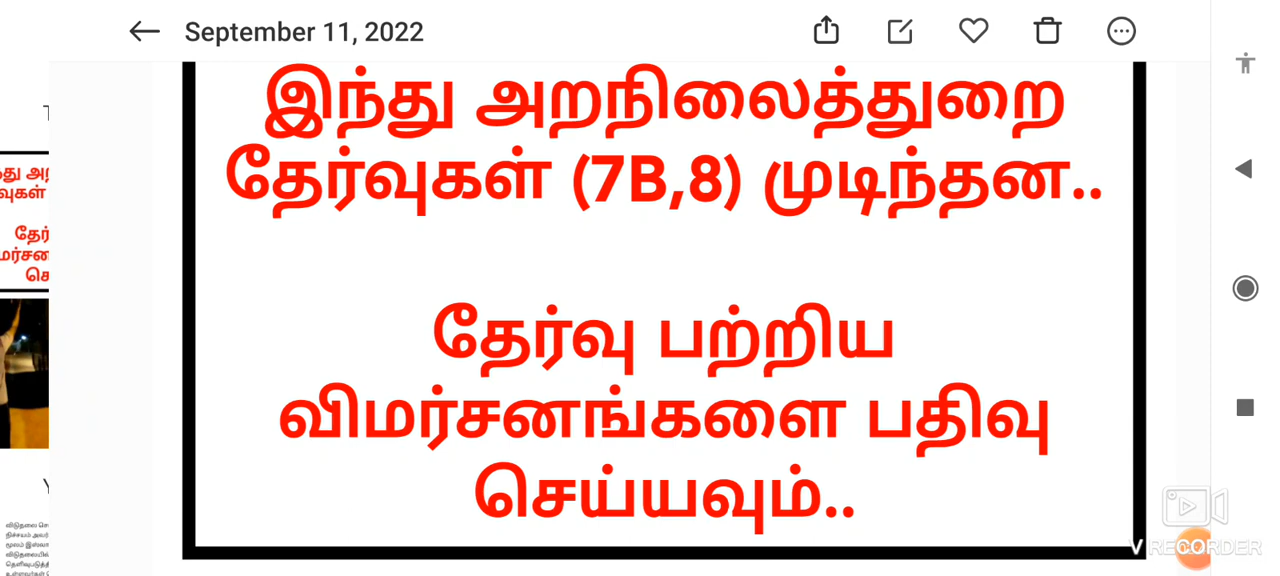 September 11, 2022
இந்து அறநிலைத்துறை
தேர்வுகள் (7B,8) முடிந்தன..
தேர்வு பற்றிய
விமர்சனங்களை பதிவு
செய்யவும்..
V RECORDER